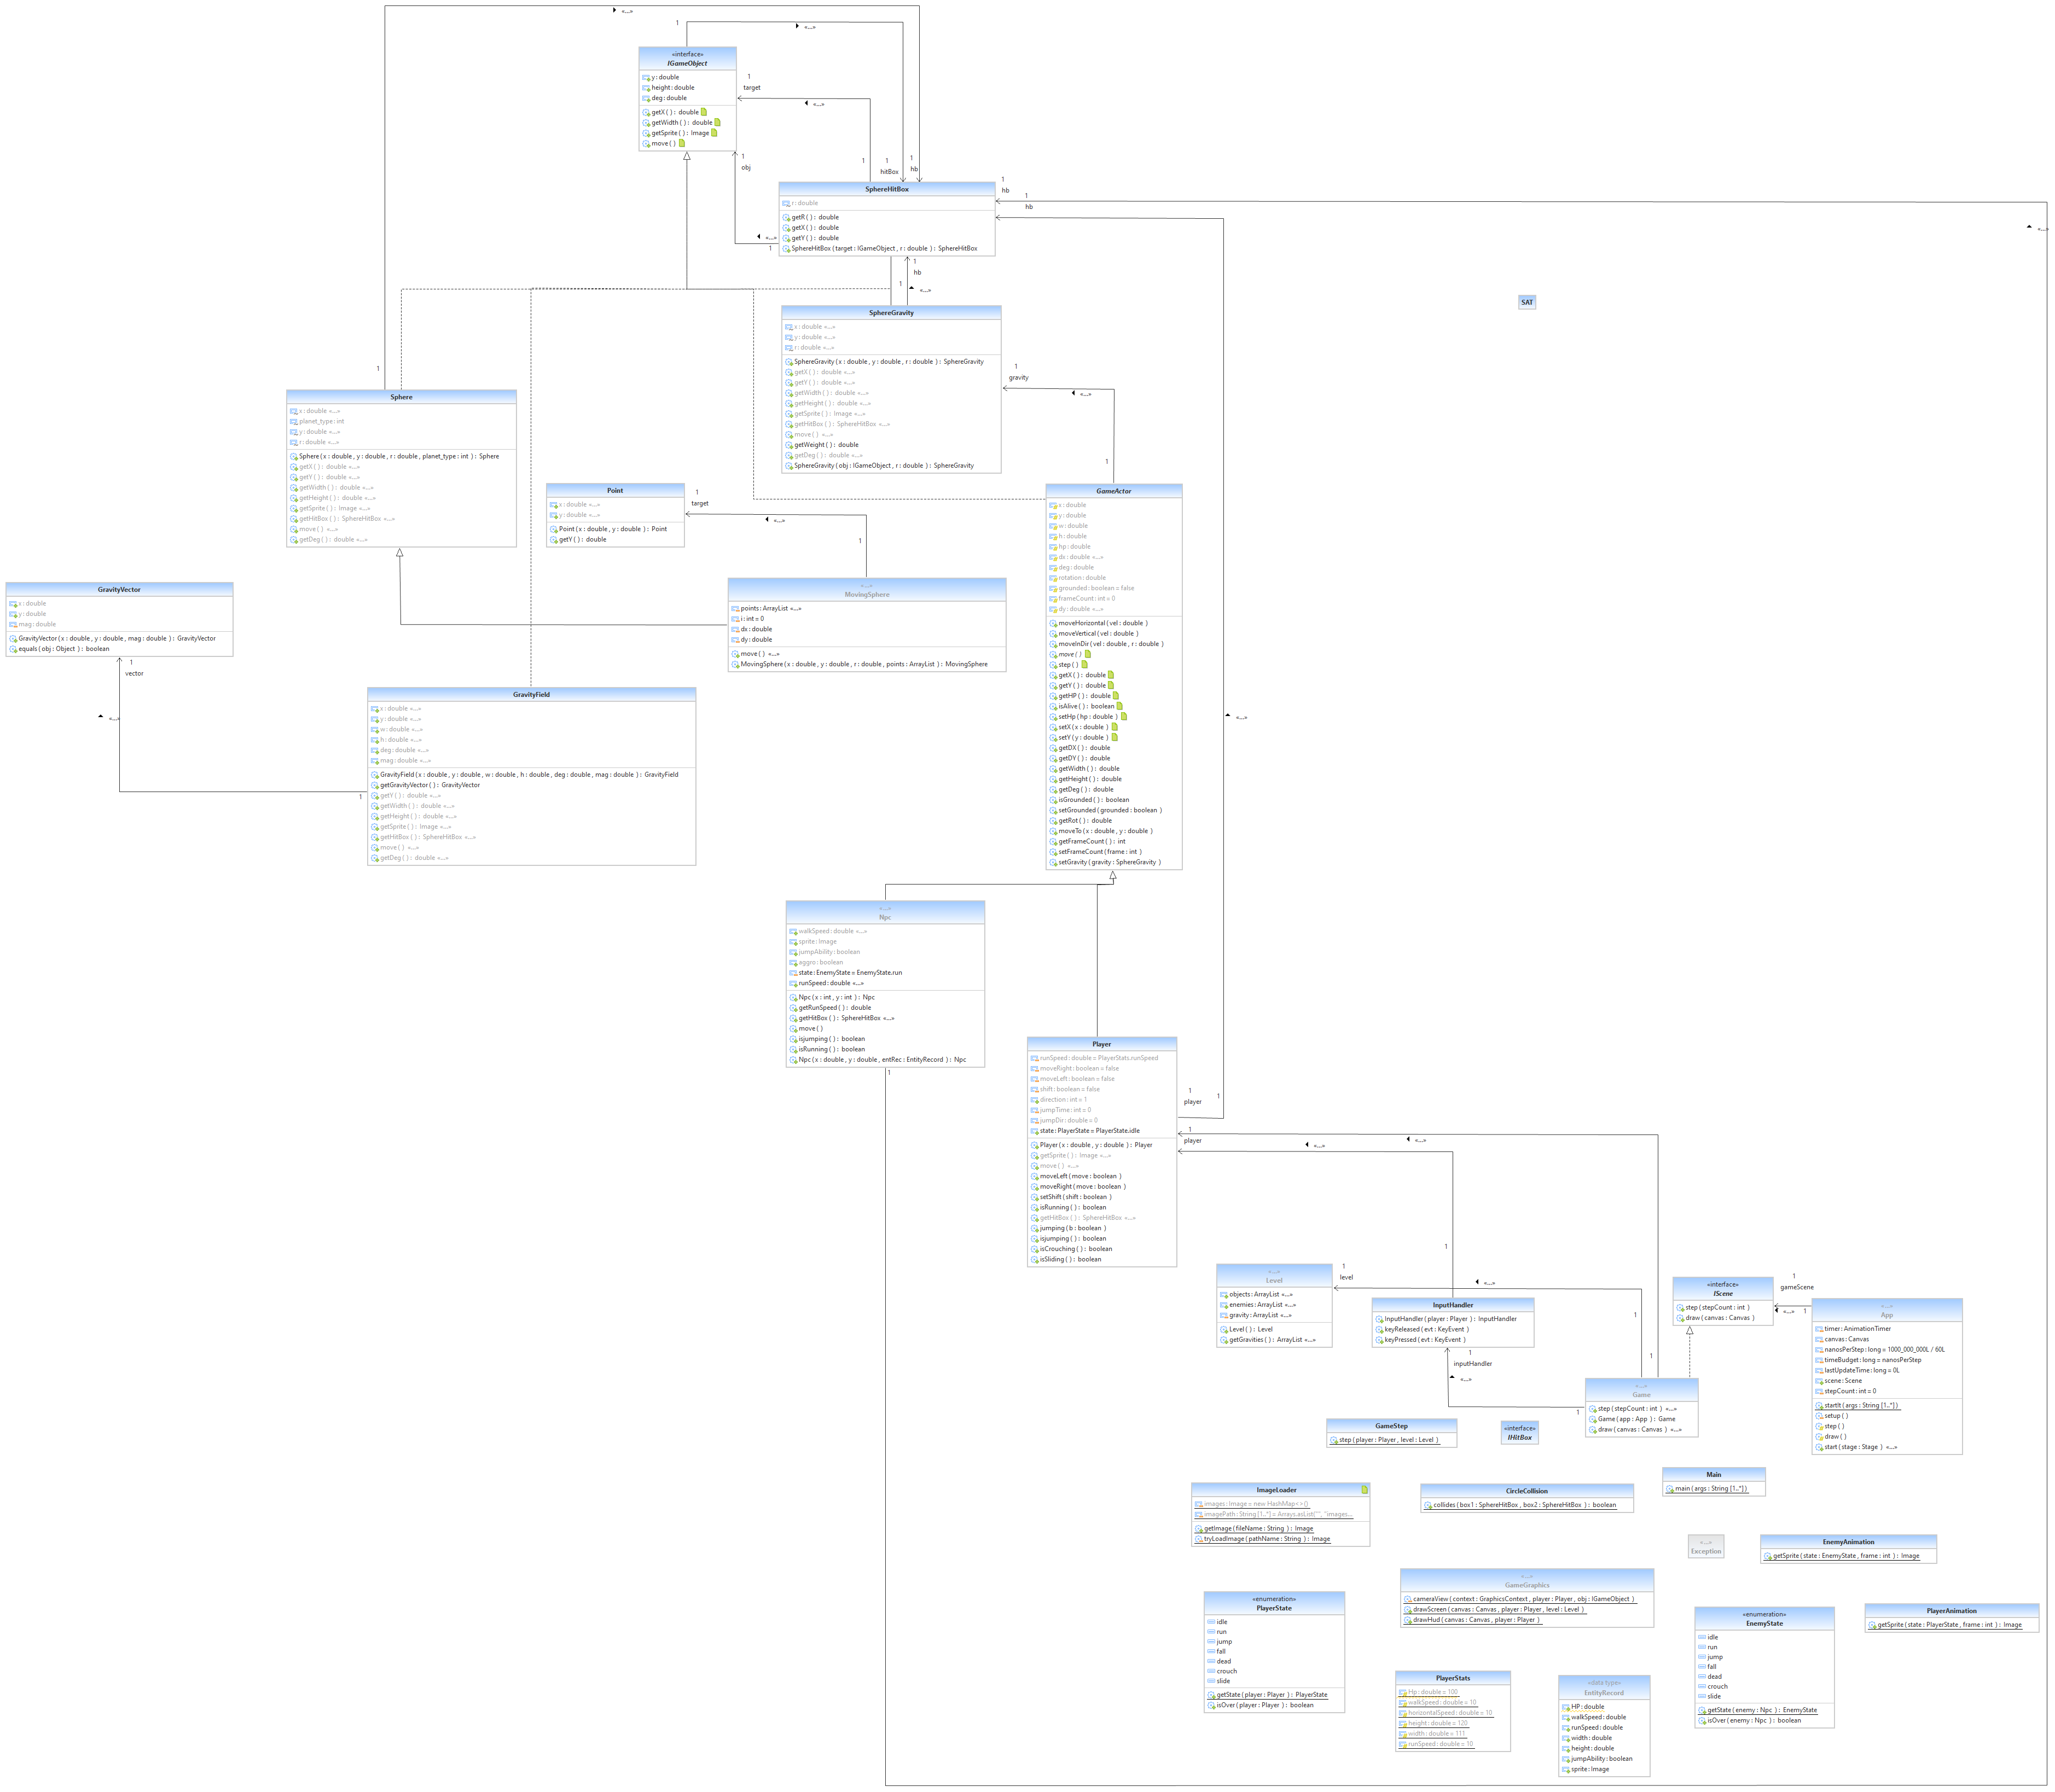 «...»
1
«...»
«interface»
IGameObject
y : double
height : double
deg : double
getX ( ) : double
getWidth ( ) : double
getSprite ( ) : Image
move ( )
1
target
«...»
1
obj
1
1
hitBox
1
hb
SphereHitBox
r : double
getR ( ) : double
getX ( ) : double
getY ( ) : double
SphereHitBox ( target : IGameObject , r : double ) : SphereHitBox
«...»
1
1
hb
1
hb
«...»
1
hb
1
«...»
SAT
SphereGravity
x : double «...»
y : double «...»
r : double «...»
SphereGravity ( x : double , y : double , r : double ) : SphereGravity
getX ( ) : double «...»
getY ( ) : double «...»
getWidth ( ) : double «...»
getHeight ( ) : double «...»
getSprite ( ) : Image «...»
getHitBox ( ) : SphereHitBox «...»
move ( ) «...»
getWeight ( ) : double
getDeg ( ) : double «...»
SphereGravity ( obj : IGameObject , r : double ) : SphereGravity
1
gravity
«...»
1
1
Sphere
x : double «...»
planet_type : int
y : double «...»
r : double «...»
Sphere ( x : double , y : double , r : double , planet_type : int ) : Sphere
getX ( ) : double «...»
getY ( ) : double «...»
getWidth ( ) : double «...»
getHeight ( ) : double «...»
getSprite ( ) : Image «...»
getHitBox ( ) : SphereHitBox «...»
move ( ) «...»
getDeg ( ) : double «...»
Point
x : double «...»
y : double «...»
Point ( x : double , y : double ) : Point
getY ( ) : double
1
target
«...»
1
GameActor
x : double
y : double
w : double
h : double
hp : double
dx : double «...»
deg : double
rotation : double
grounded : boolean = false
frameCount : int = 0
dy : double «...»
moveHorizontal ( vel : double )
moveVertical ( vel : double )
moveInDir ( vel : double , r : double )
move ( )
step ( )
getX ( ) : double
getY ( ) : double
getHP ( ) : double
isAlive ( ) : boolean
setHp ( hp : double )
setX ( x : double )
setY ( y : double )
getDX ( ) : double
getDY ( ) : double
getWidth ( ) : double
getHeight ( ) : double
getDeg ( ) : double
isGrounded ( ) : boolean
setGrounded ( grounded : boolean )
getRot ( ) : double
moveTo ( x : double , y : double )
getFrameCount ( ) : int
setFrameCount ( frame : int )
setGravity ( gravity : SphereGravity )
«...»
MovingSphere
points : ArrayList «...»
i : int = 0
dx : double
dy : double
move ( ) «...»
MovingSphere ( x : double , y : double , r : double , points : ArrayList ) : MovingSphere
GravityVector
x : double
y : double
mag : double
GravityVector ( x : double , y : double , mag : double ) : GravityVector
equals ( obj : Object ) : boolean
1
vector
«...»
1
GravityField
x : double «...»
y : double «...»
w : double «...»
h : double «...»
deg : double «...»
mag : double «...»
GravityField ( x : double , y : double , w : double , h : double , deg : double , mag : double ) : GravityField
getGravityVector ( ) : GravityVector
getY ( ) : double «...»
getWidth ( ) : double «...»
getHeight ( ) : double «...»
getSprite ( ) : Image «...»
getHitBox ( ) : SphereHitBox «...»
move ( ) «...»
getDeg ( ) : double «...»
«...»
«...»
Npc
walkSpeed : double «...»
sprite : Image
jumpAbility : boolean
aggro : boolean
state : EnemyState = EnemyState.run
runSpeed : double «...»
Npc ( x : int , y : int ) : Npc
getRunSpeed ( ) : double
getHitBox ( ) : SphereHitBox «...»
move ( )
isjumping ( ) : boolean
isRunning ( ) : boolean
Npc ( x : double , y : double , entRec : EntityRecord ) : Npc
1
Player
runSpeed : double = PlayerStats.runSpeed
moveRight : boolean = false
moveLeft : boolean = false
shift : boolean = false
direction : int = 1
jumpTime : int = 0
jumpDir : double = 0
state : PlayerState = PlayerState.idle
Player ( x : double , y : double ) : Player
getSprite ( ) : Image «...»
move ( ) «...»
moveLeft ( move : boolean )
moveRight ( move : boolean )
setShift ( shift : boolean )
isRunning ( ) : boolean
getHitBox ( ) : SphereHitBox «...»
jumping ( b : boolean )
isjumping ( ) : boolean
isCrouching ( ) : boolean
isSliding ( ) : boolean
1
player
1
1
player
«...»
«...»
1
«...»
Level
objects : ArrayList «...»
enemies : ArrayList «...»
gravity : ArrayList «...»
Level ( ) : Level
getGravities ( ) : ArrayList «...»
1
level
«...»
1
1
InputHandler
InputHandler ( player : Player ) : InputHandler
keyReleased ( evt : KeyEvent )
keyPressed ( evt : KeyEvent )
1
inputHandler
«...»
1
«interface»
IScene
step ( stepCount : int )
draw ( canvas : Canvas )
1
gameScene
«...»
1
«...»
App
timer : AnimationTimer
canvas : Canvas
nanosPerStep : long = 1000_000_000L / 60L
timeBudget : long = nanosPerStep
lastUpdateTime : long = 0L
scene : Scene
stepCount : int = 0
startIt ( args : String [1..*] )
setup ( )
step ( )
draw ( )
start ( stage : Stage ) «...»
«...»
Game
step ( stepCount : int ) «...»
Game ( app : App ) : Game
draw ( canvas : Canvas ) «...»
GameStep
step ( player : Player , level : Level )
«interface»
IHitBox
Main
main ( args : String [1..*] )
ImageLoader
images : Image = new HashMap<>()
imagePath : String [1..*] = Arrays.asList("", "images...
getImage ( fileName : String ) : Image
tryLoadImage ( pathName : String ) : Image
CircleCollision
collides ( box1 : SphereHitBox , box2 : SphereHitBox ) : boolean
«...»
Exception
EnemyAnimation
getSprite ( state : EnemyState , frame : int ) : Image
«...»
GameGraphics
cameraView ( context : GraphicsContext , player : Player , obj : IGameObject )
drawScreen ( canvas : Canvas , player : Player , level : Level )
drawHud ( canvas : Canvas , player : Player )
«enumeration»
PlayerState
idle
run
jump
fall
dead
crouch
slide
getState ( player : Player ) : PlayerState
isOver ( player : Player ) : boolean
«enumeration»
EnemyState
idle
run
jump
fall
dead
crouch
slide
getState ( enemy : Npc ) : EnemyState
isOver ( enemy : Npc ) : boolean
PlayerAnimation
getSprite ( state : PlayerState , frame : int ) : Image
PlayerStats
Hp : double = 100
walkSpeed : double = 10
horizontalSpeed : double = 10
height : double = 120
width : double = 111
runSpeed : double = 10
«data type»
EntityRecord
HP : double
walkSpeed : double
runSpeed : double
width : double
height : double
jumpAbility : boolean
sprite : Image